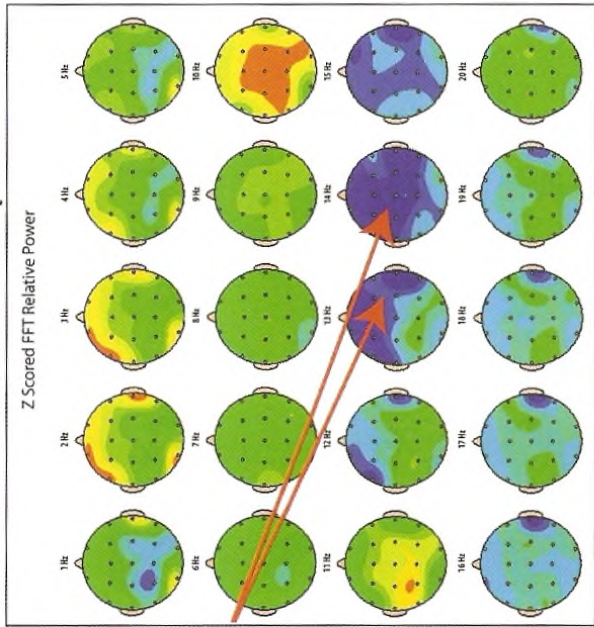 Z Scored FFT Relative Power
1 Hz 2 Hz 3 Hz 4 Hz 5 Hz
6 Hz 7 Hz 8 Hz 9 Hz 10 Hz
11 Hz 12 Hz 13 Hz 14 Hz 15 Hz
16 Hz 17 Hz 18 Hz 19 Hz 20 Hz